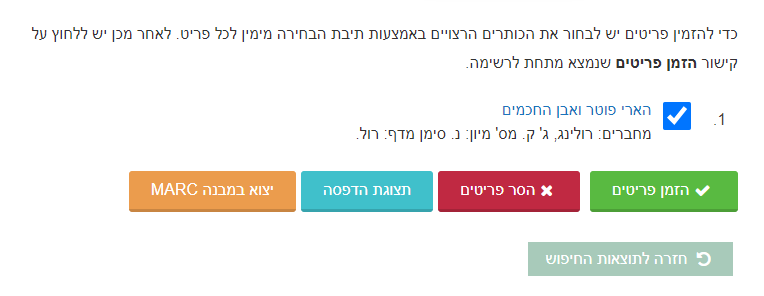 כדי להזמין פריטים יש לבחור את הכותרים הרצויים באמצעות תיבת הבחירה מימין לכל פריט. לאחר מכן יש ללחוץ על
קישור הזמן פריטים שנמצא מתחת לרשימה.
1. הארי פוטר ואבן החכמים
מחברים: רולינג, ג' ק. מס' מיון: נ. סימן מדף: רול.
הזמן פריטים הסר פריטים תצוגת הדפסה יצוא במבנה MARC
חזרה לתוצאות החיפוש